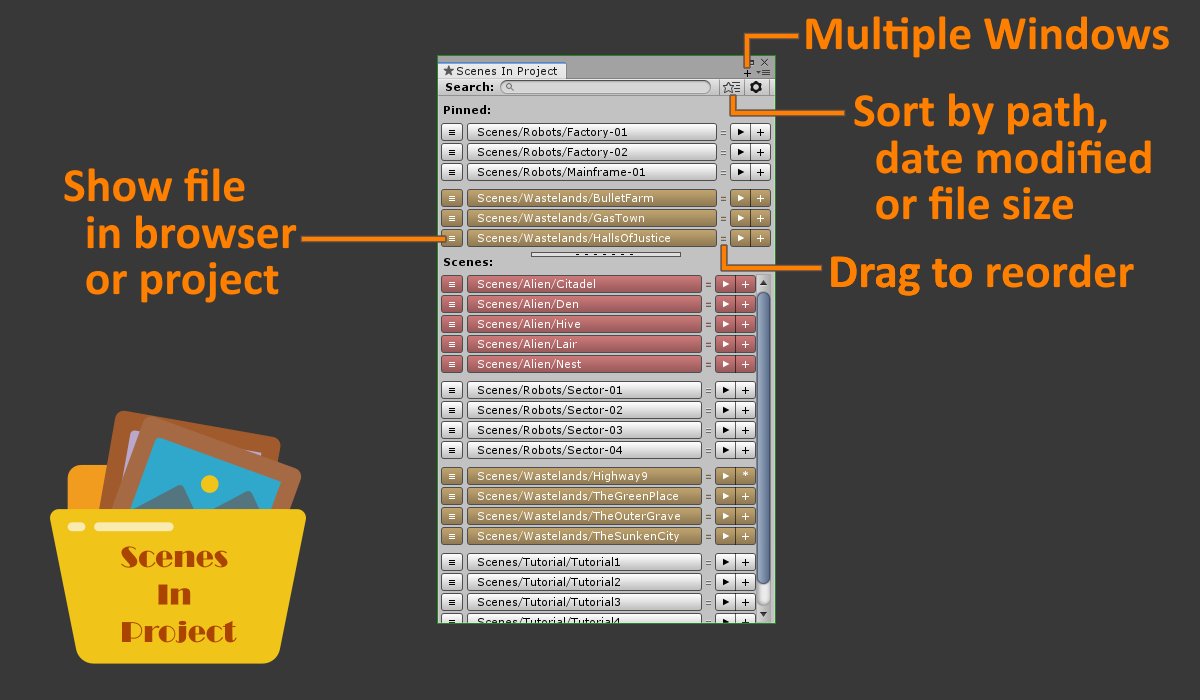 Multiple Windows
Scenes In Project
Search:
Sort by path,
date modified
or file size
Pinned:
Scenes/Robots/Factory-01
Scenes/Robots/Factory-02
Scenes/Robots/Mainframe-01
Scenes/Wastelands/BulletFarm
Scenes/Wastelands/GasTown
Scenes/Wastelands/HallsOfJustice
Show file
in browser
or project
Drag to reorder
Scenes:
Scenes/Alien/Citadel
Scenes/Alien/Den
Scenes/Alien/Hive
Scenes/Alien/Lair
Scenes/Alien/Nest
Scenes/Robots/Sector-01
Scenes/Robots/Sector-02
Scenes/Robots/Sector-03
Scenes/Robots/Sector-04
Scenes/Wastelands/Highway9
Scenes/Wastelands/TheGreenPlace
Scenes/Wastelands/TheOuterGrave
Scenes/Wastelands/TheSunkenCity
Scenes/Tutorial/Tutorial1
Scenes/Tutorial/Tutorial2
Scenes/Tutorial/Tutorial3
Scenes/Tutorial/Tutorial4
Scenes
In
Project